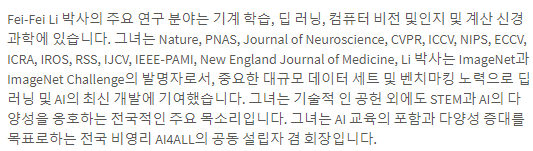 Fei-Fei Li 박사의 주요 연구 분야는 기계 학습, 딥 러닝, 컴퓨터 비전 및인지 및 계산 신경
과학에 있습니다. 그녀는 Nature, PNAS, Journal of Neuroscience, CVPR, ICCV, NIPS, ECCV,
ICRA, IROS, RSS, IJCV, IEEE-PAMI, New England Journal of Medicine, Li 박사는 ImageNet과
ImageNet Challenge의 발명자로서, 중요한 대규모 데이터 세트 및 벤치마킹 노력으로 딥
러닝 및 AI의 최신 개발에 기여했습니다. 그녀는 기술적 인 공헌 외에도 STEM과 AI의 다
양성을 옹호하는 전국적인 주요 목소리입니다. 그녀는 AI 교육의 포함과 다양성 증대를
목표로하는 전국 비영리 AI4ALL의 공동 설립자 겸 회장입니다.